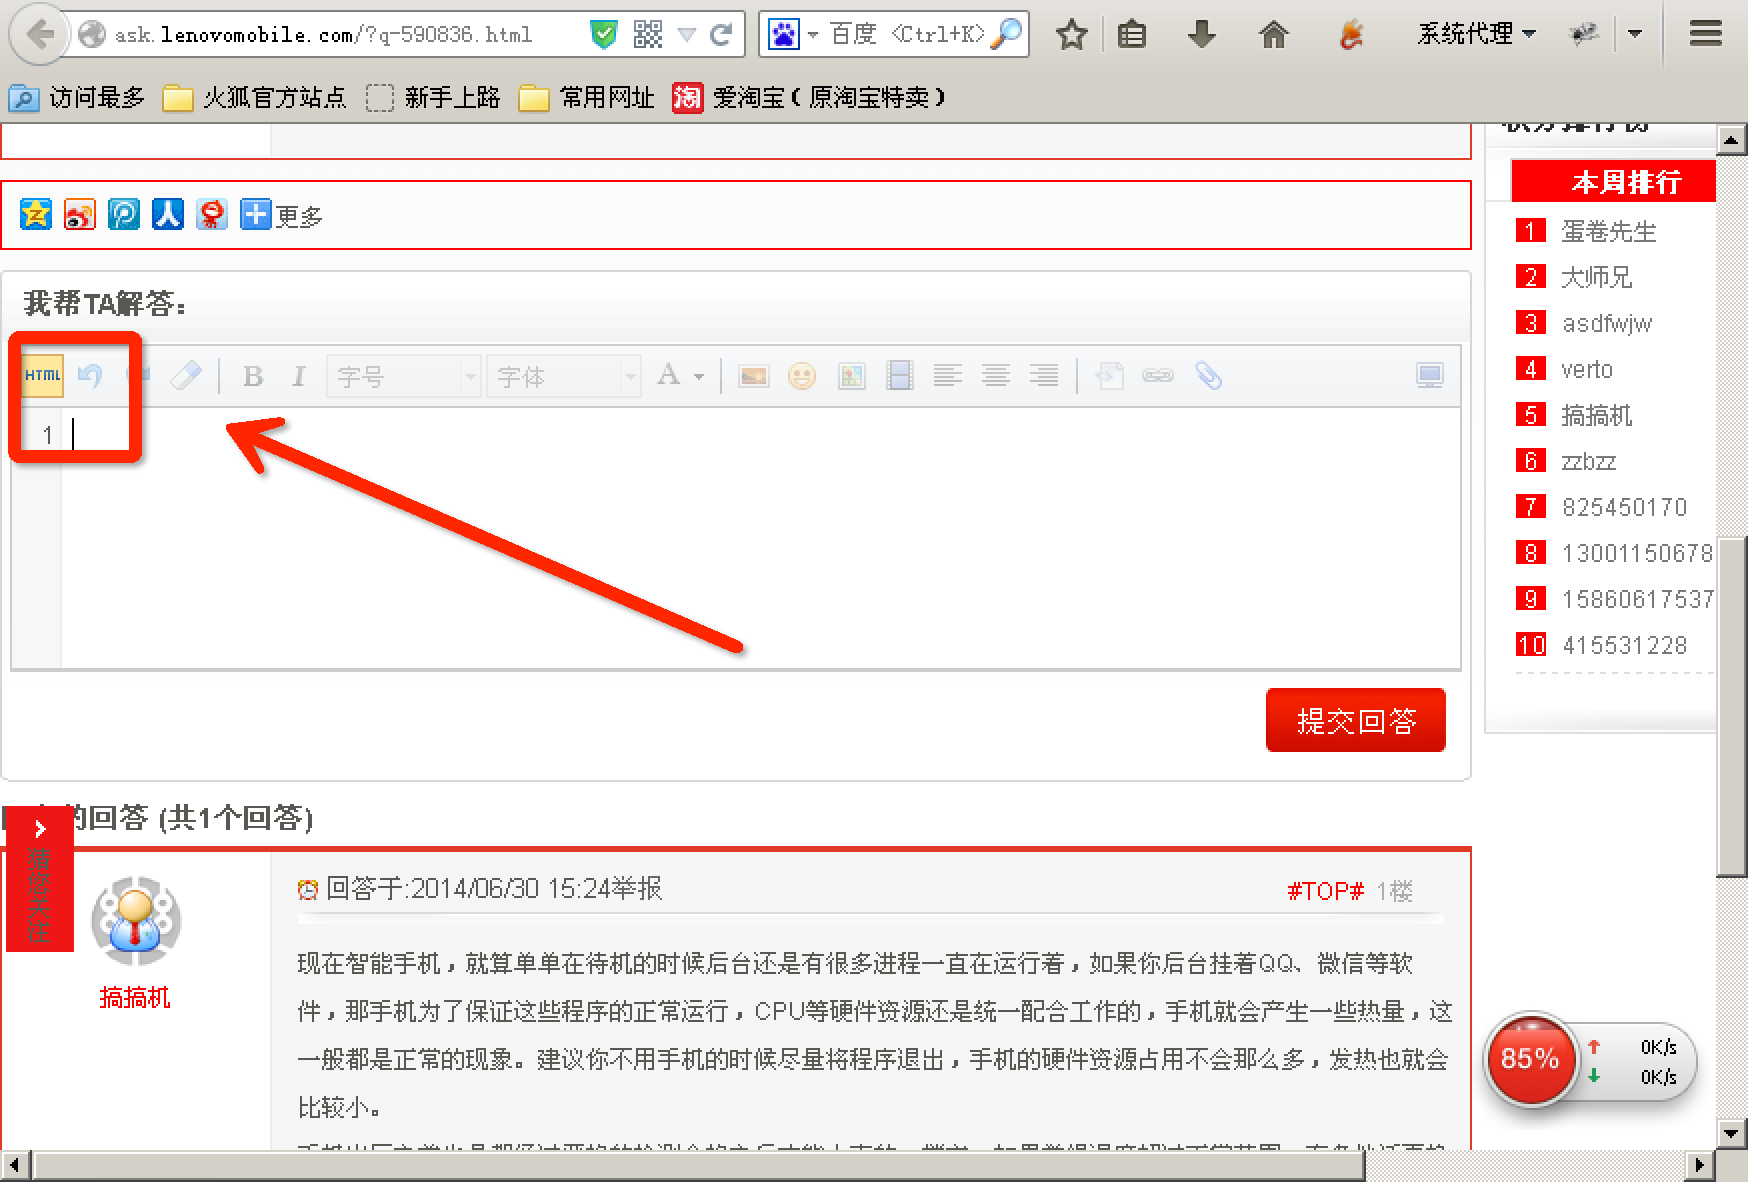 ask.lenovomobile.com/?q-590836.html
百度 <Ctrl+K>
系统代理
访问最多
火狐官方站点
新手上路
常用网址
淘 爱淘宝(原淘宝特卖)
更多
我帮TA解答:
HTML
B I 字号 字体 A
1
提交回答
的回答 (共1个回答)
猜您关注
搞搞机
回答于:2014/06/30 15:24举报
#TOP# 1楼
现在智能手机，就算单单在待机的时候后台还是有很多进程一直在运行着，如果你后台挂着QQ、微信等软
件，那手机为了保证这些程序的正常运行，CPU等硬件资源还是统一配合工作的，手机就会产生一些热量，这
一般都是正常的现象。建议你不用手机的时候尽量将程序退出，手机的硬件资源占用不会那么多，发热也就会
比较小。
本周排行
1 蛋卷先生
2 大师兄
3 asdfwjw
4 verto
5 搞搞机
6 zzbzz
7 825450170
8 13001150678
9 15860617537
10 415531228
85%
0K/s
0K/s